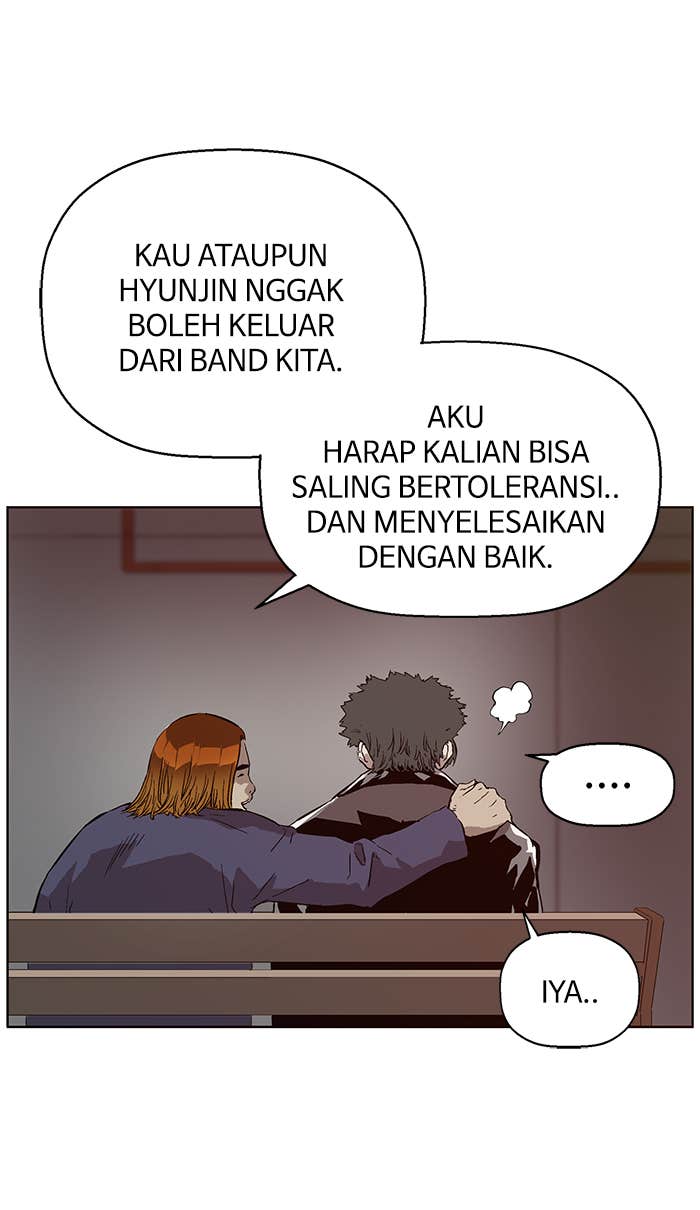 KAU ATAUPUN
HYUNJIN NGGAK
BOLEH KELUAR
DARI BAND KITA.
AKU
HARAP KALIAN BISA
SALING BERTOLERANSI..
DAN MENYELESAIKAN
DENGAN BAIK.
....
IYA..